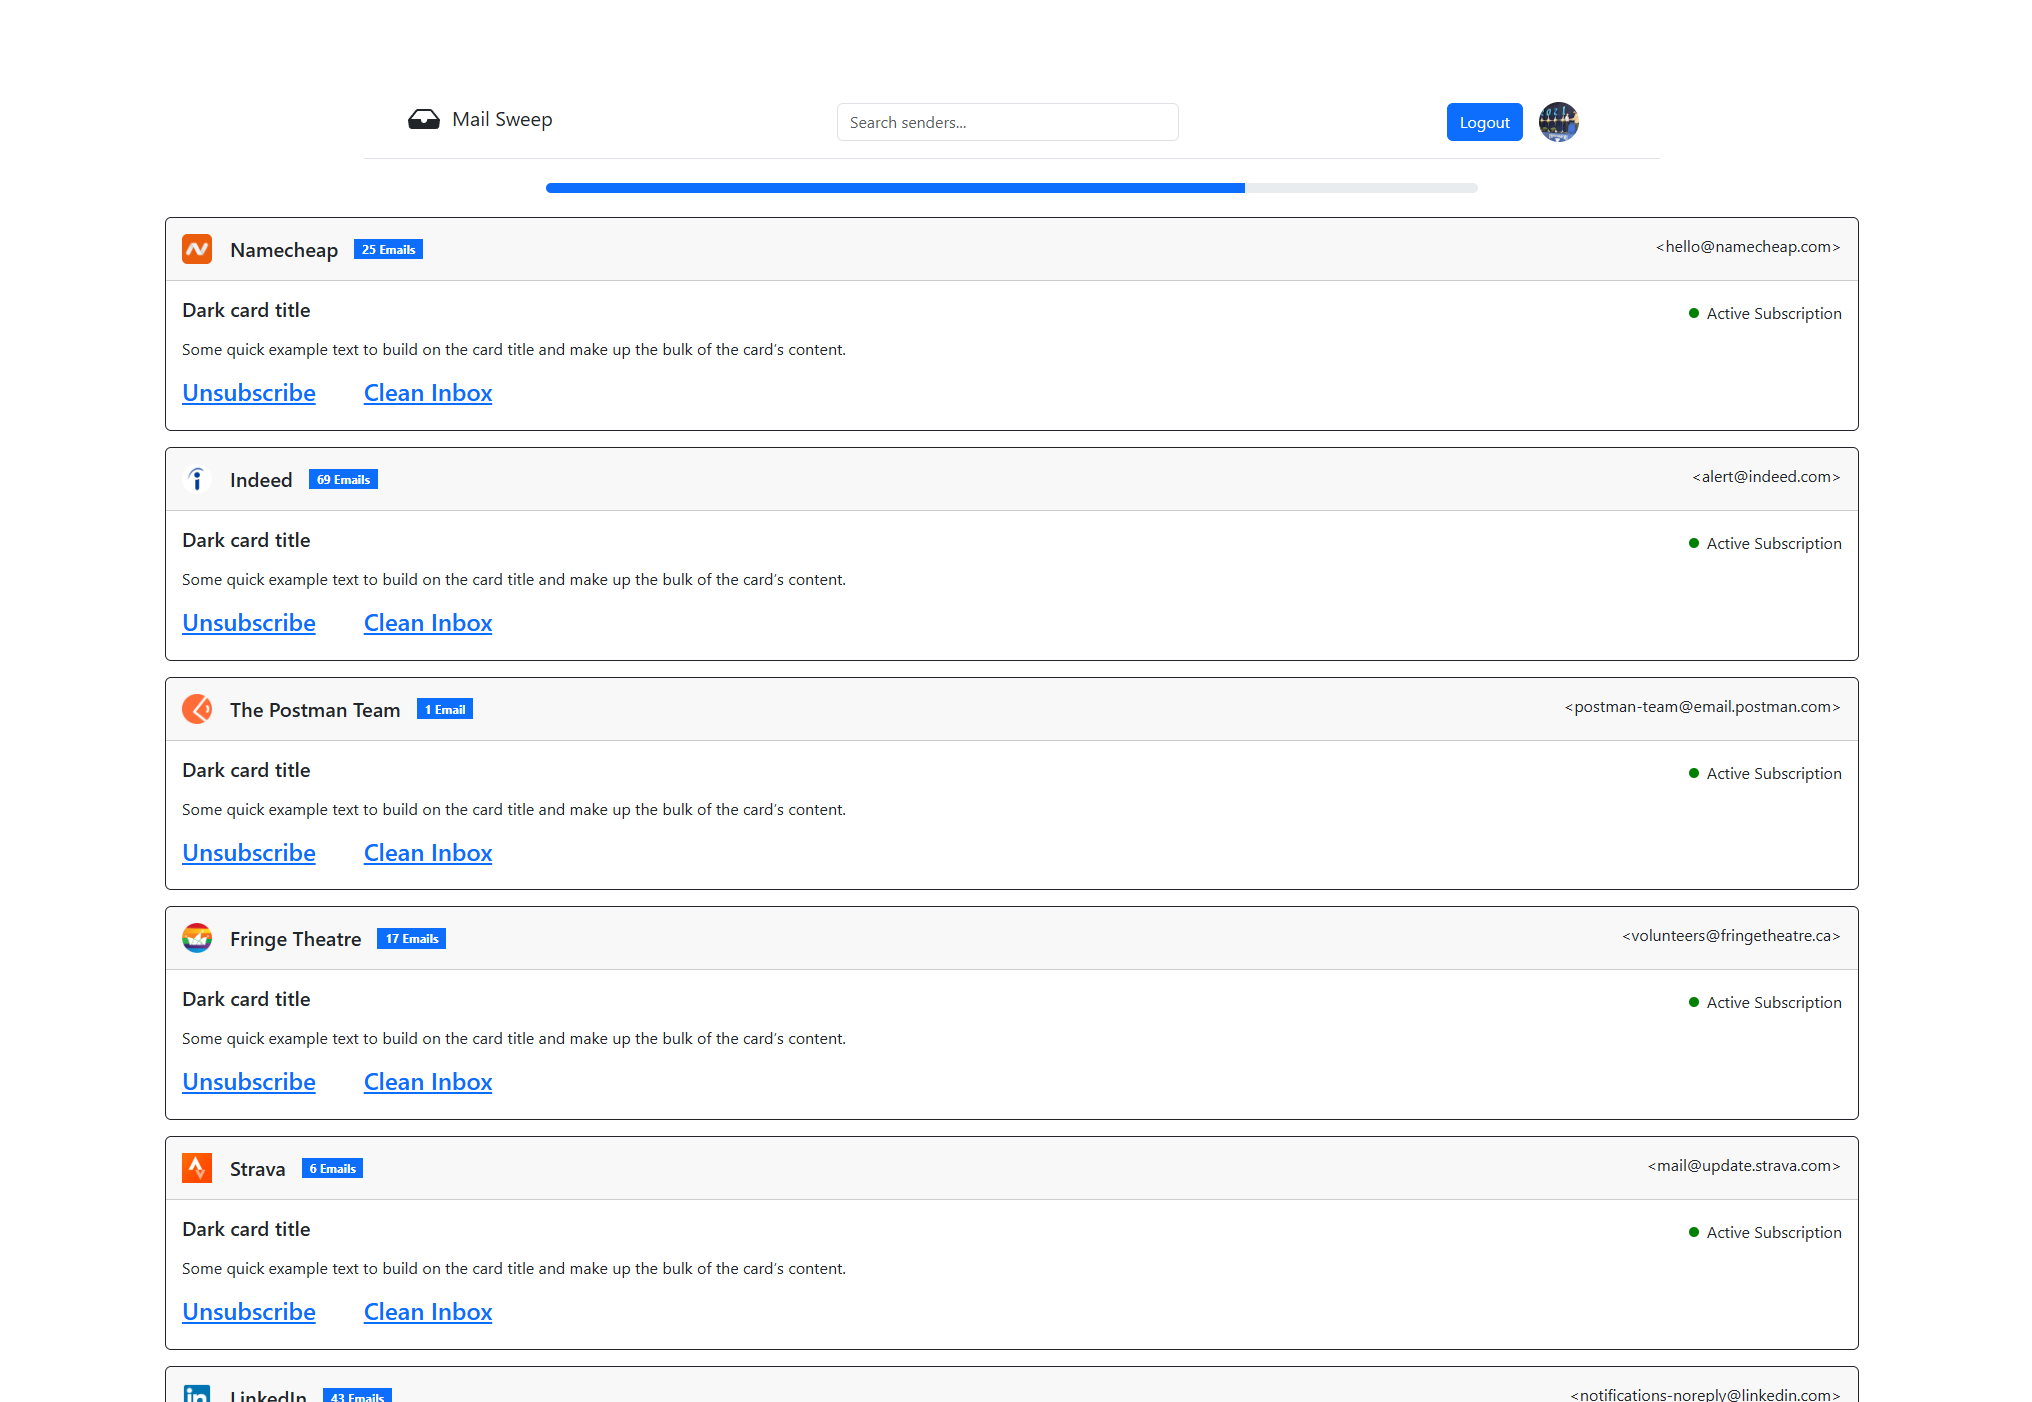 Mail Sweep
Search senders...
Logout
Namecheap 25 Emails <hello@namecheap.com>
Dark card title
Active Subscription
Some quick example text to build on the card title and make up the bulk of the card's content.
Unsubscribe Clean Inbox
Indeed 69 Emails <alert@indeed.com>
Dark card title
Active Subscription
Some quick example text to build on the card title and make up the bulk of the card's content.
Unsubscribe Clean Inbox
The Postman Team 1 Email <postman-team@email.postman.com>
Dark card title
Active Subscription
Some quick example text to build on the card title and make up the bulk of the card's content.
Unsubscribe Clean Inbox
Fringe Theatre 17 Emails <volunteers@fringetheatre.ca>
Dark card title
Active Subscription
Some quick example text to build on the card title and make up the bulk of the card's content.
Unsubscribe Clean Inbox
Strava 6 Emails <mail@update.strava.com>
Dark card title
Active Subscription
Some quick example text to build on the card title and make up the bulk of the card's content.
Unsubscribe Clean Inbox
in LinkedIn 43 Emails <notifications-noreply@linkedin.com>